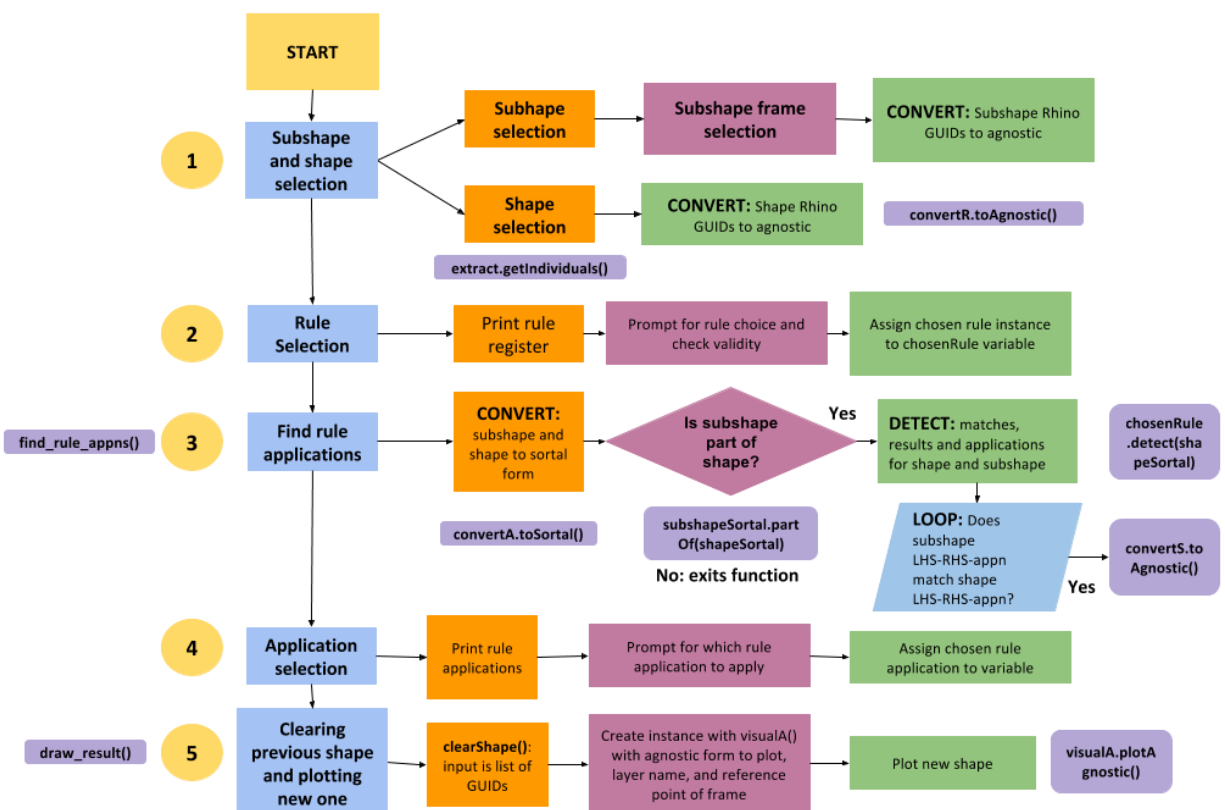 START
1
Subshape
and shape
selection
Subhape
selection
Subshape frame
selection
CONVERT: Subshape Rhino
GUIDs to agnostic
Shape
selection
CONVERT: Shape Rhino
GUIDs to agnostic
convertR.toAgnostic()
extract.getIndividuals()
2
Rule
Selection
Print rule
register
Prompt for rule choice and
check validity
Assign chosen rule instance
to chosenRule variable
find_rule_appns()
3
Find rule
applications
CONVERT:
subshape and
shape to sortal
form
Is subshape
part of
shape?
Yes
DETECT: matches,
results and applications
for shape and subshape
chosenRule
.detect(sha
peSortal)
convertA.toSortal()
subshapeSortal.part
Of(shapeSortal)
No: exits function
LOOP: Does
subshape
LHS-RHS-appn
match shape
LHS-RHS-appn?
Yes
convertS.to
Agnostic()
4
Application
selection
Print rule
applications
Prompt for which rule
application to apply
Assign chosen rule
application to variable
draw_result()
5
Clearing
previous shape
and plotting
new one
clearShape():
input is list of
GUIDs
Create instance with visualA()
with agnostic form to plot,
layer name, and reference
point of frame
Plot new shape
visualA.plotA
gnostic()